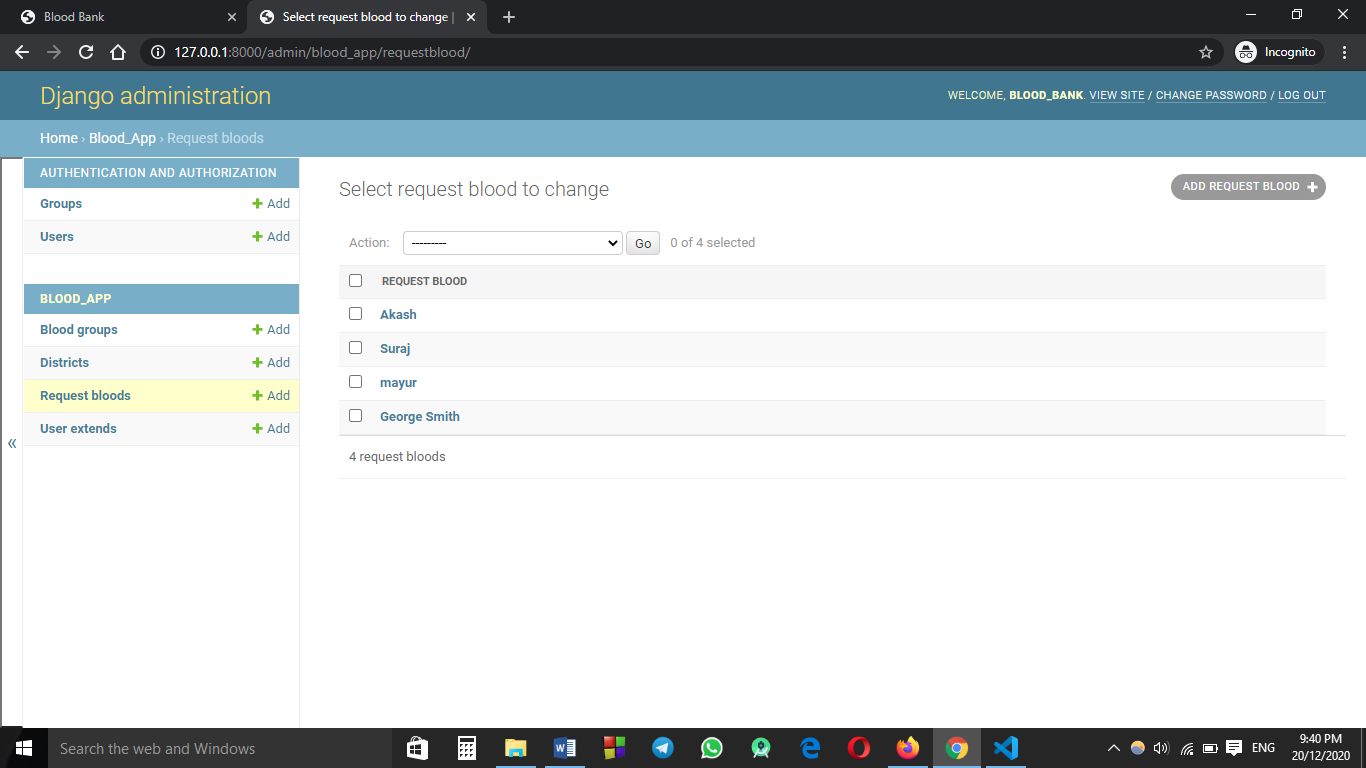 Blood Bank
Select request blood to change |
127.0.0.1:8000/admin/blood_app/requestblood/
Incognito
Django administration
WELCOME, BLOOD_BANK. VIEW SITE / CHANGE PASSWORD / LOG OUT
Home › Blood_App › Request bloods
AUTHENTICATION AND AUTHORIZATION
Groups + Add
Users + Add
BLOOD_APP
Blood groups + Add
Districts + Add
Request bloods + Add
User extends + Add
«
Select request blood to change
ADD REQUEST BLOOD +
Action: --------- Go 0 of 4 selected
REQUEST BLOOD
Akash
Suraj
mayur
George Smith
4 request bloods
Search the web and Windows
ENG
9:40 PM
20/12/2020